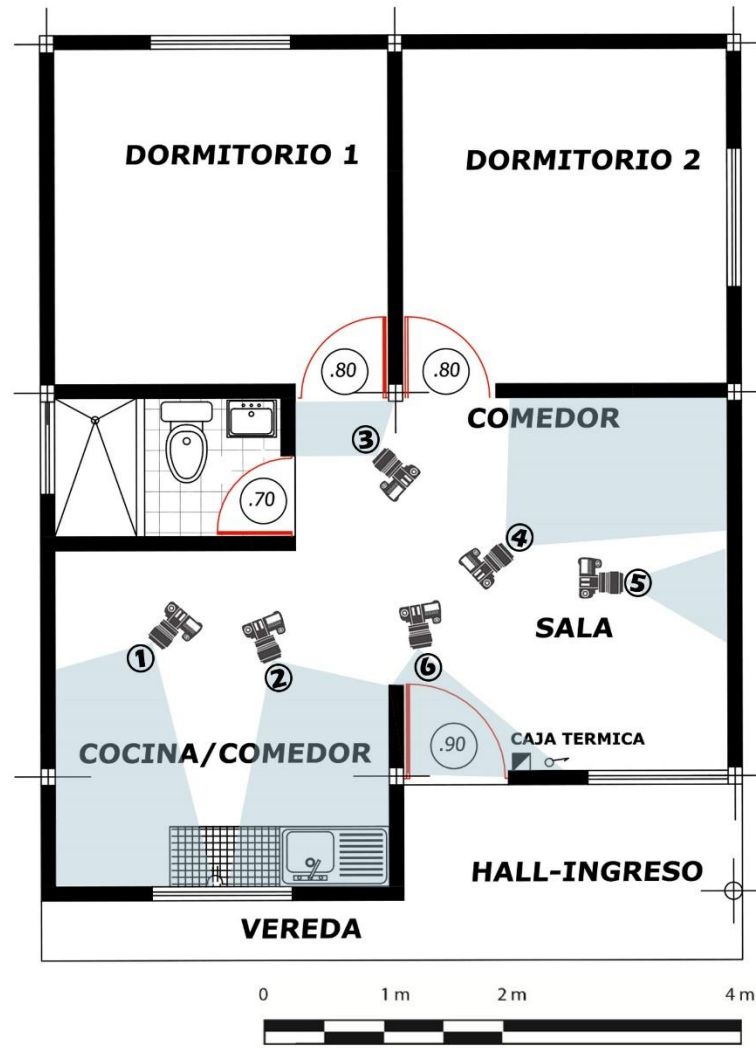 DORMITORIO 1
DORMITORIO 2
.80
.80
COMEDOR
3
.70
4
5
SALA
1
2
6
COCINA/COMEDOR
.90
CAJA TERMICA
HALL-INGRESO
VEREDA
0 1 m 2 m 4 m